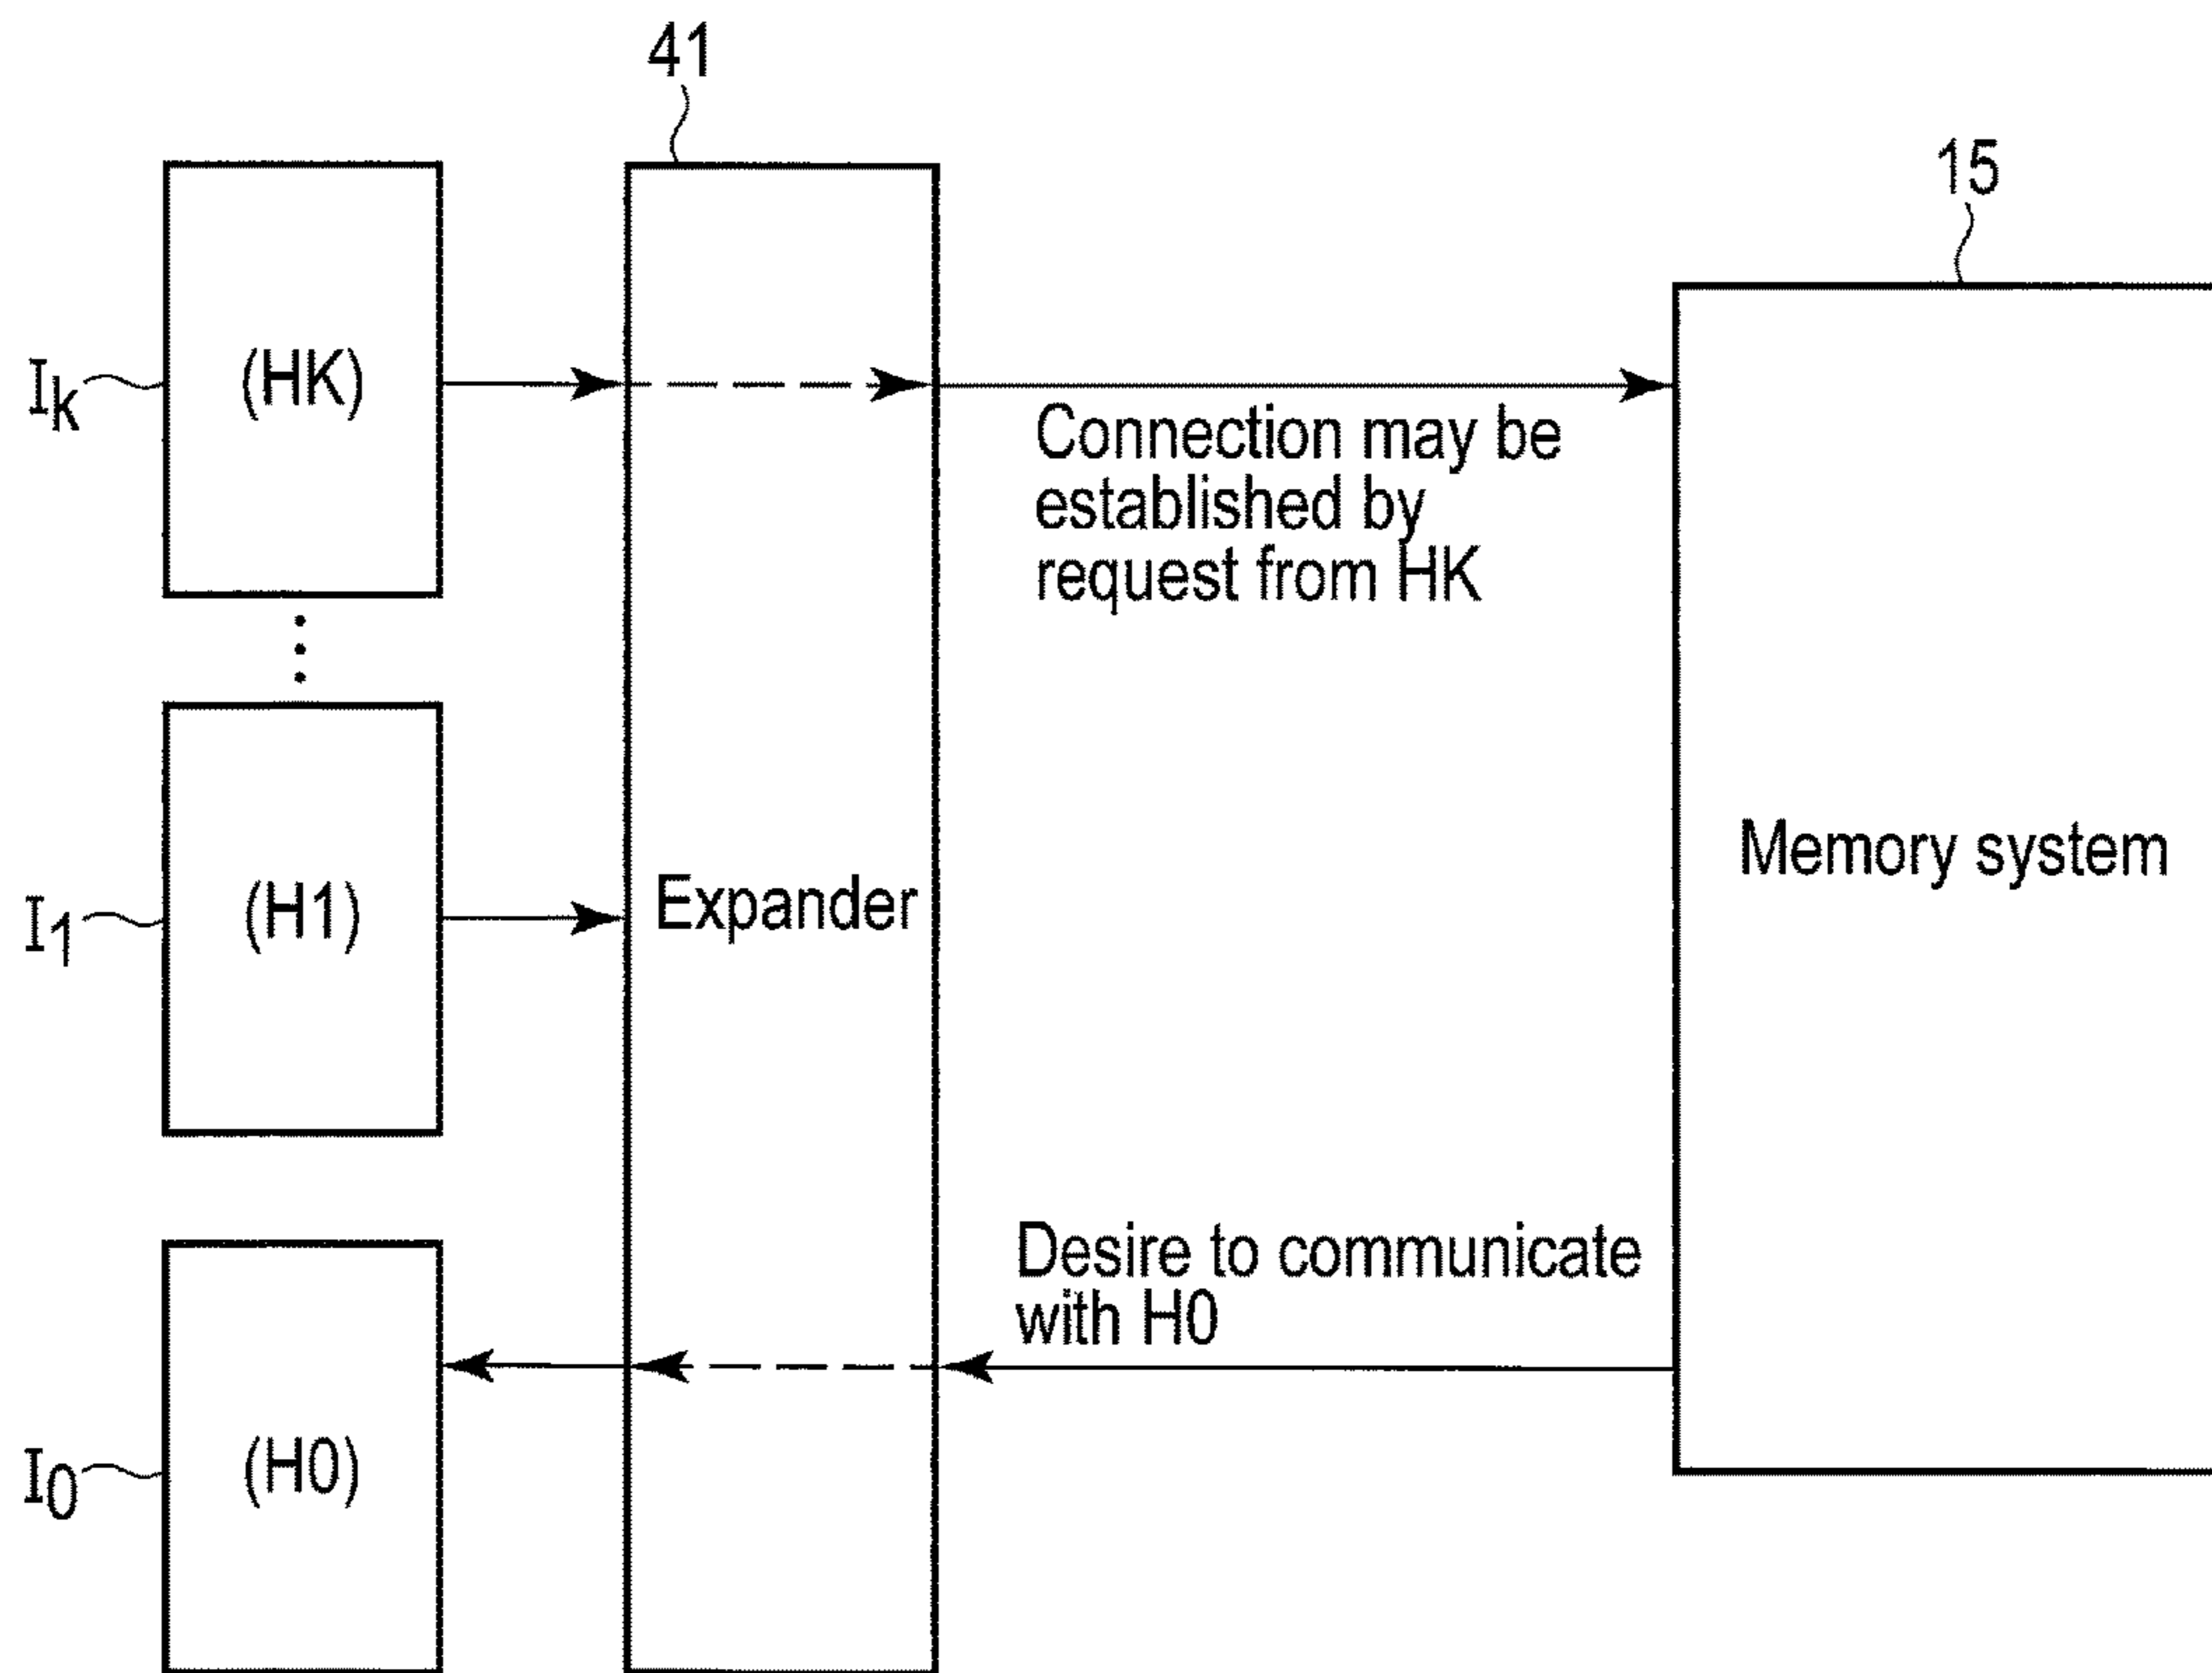 41
15
(HK)
Ik
Connection may be
established by
request from HK
(H1)
I1
Expander
Memory system
Desire to communicate
with H0
(H0)
I0